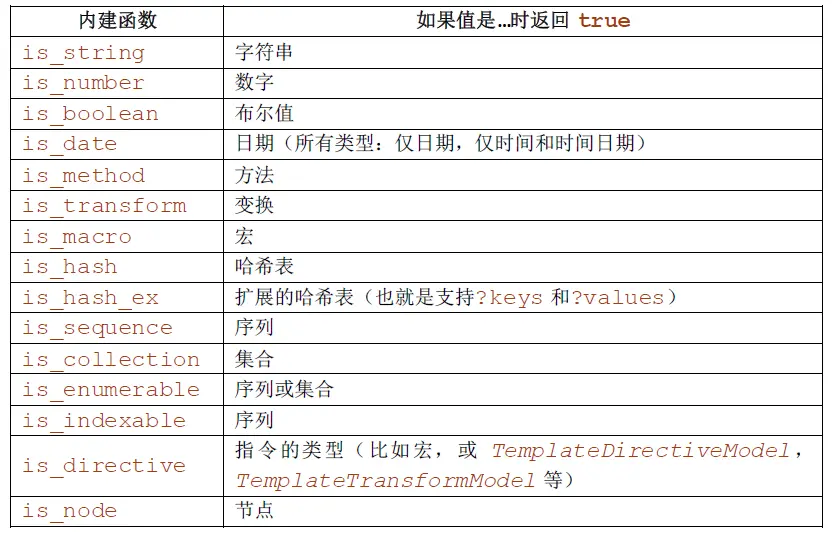 内建函数 如果值是…时返回 true
is_string 字符串
is_number 数字
is_boolean 布尔值
is_date 日期（所有类型：仅日期，仅时间和时间日期）
is_method 方法
is_transform 变换
is_macro 宏
is_hash 哈希表
is_hash_ex 扩展的哈希表（也就是支持?keys 和?values）
is_sequence 序列
is_collection 集合
is_enumerable 序列或集合
is_indexable 序列
is_directive 指令的类型（比如宏，或 TemplateDirectiveModel，
TemplateTransformModel 等）
is_node 节点